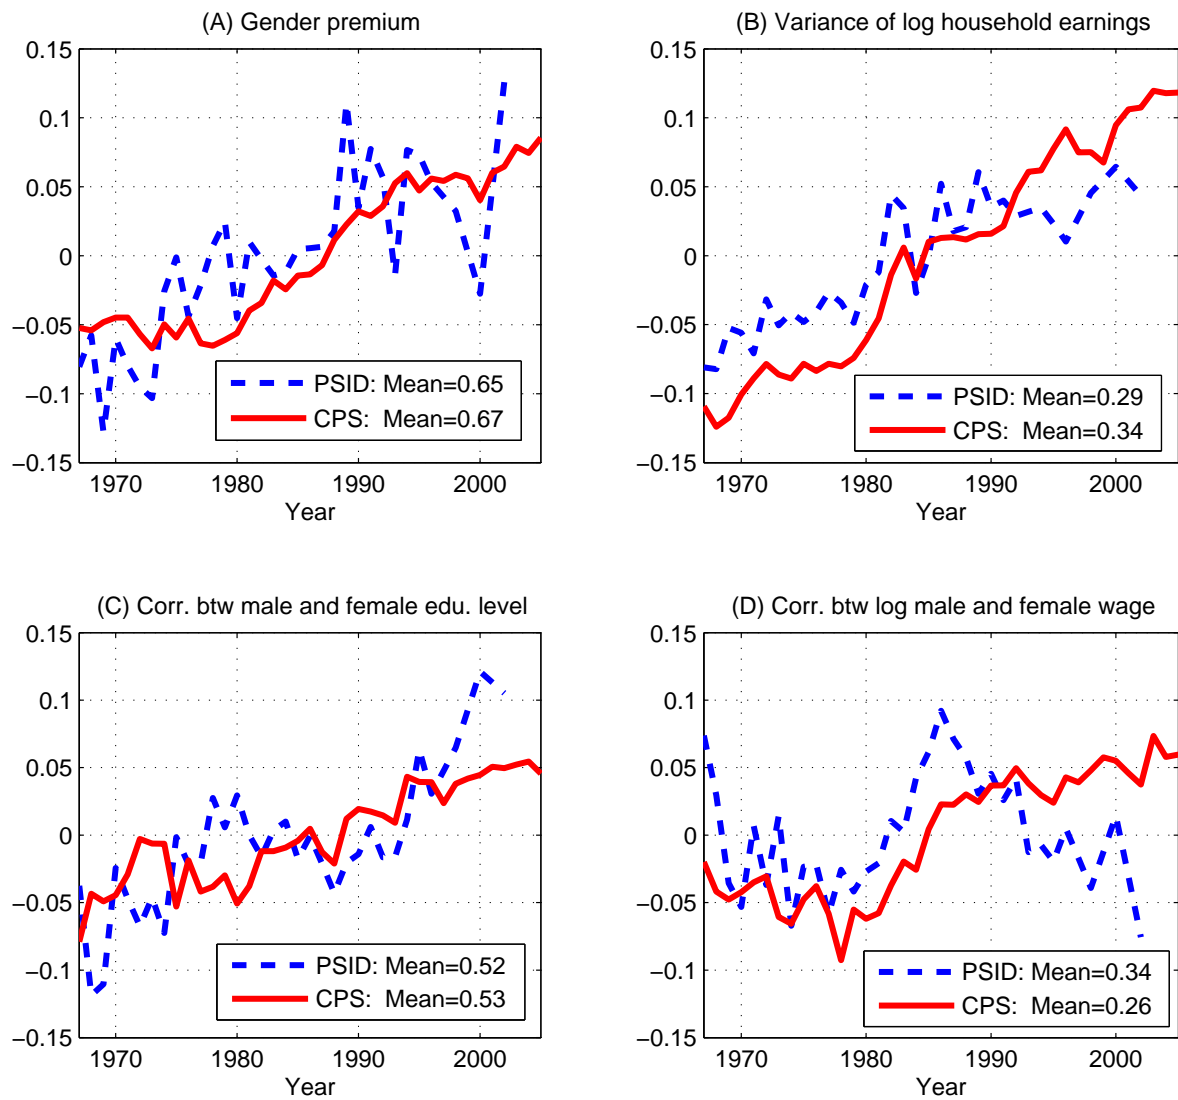 (A) Gender premium
0.15
0.1
0.05
0
−0.05
−0.1
−0.15
1970 1980 1990 2000
Year
PSID: Mean=0.65
CPS: Mean=0.67
(B) Variance of log household earnings
0.15
0.1
0.05
0
−0.05
−0.1
−0.15
1970 1980 1990 2000
Year
PSID: Mean=0.29
CPS: Mean=0.34
(C) Corr. btw male and female edu. level
0.15
0.1
0.05
0
−0.05
−0.1
−0.15
1970 1980 1990 2000
Year
PSID: Mean=0.52
CPS: Mean=0.53
(D) Corr. btw log male and female wage
0.15
0.1
0.05
0
−0.05
−0.1
−0.15
1970 1980 1990 2000
Year
PSID: Mean=0.34
CPS: Mean=0.26